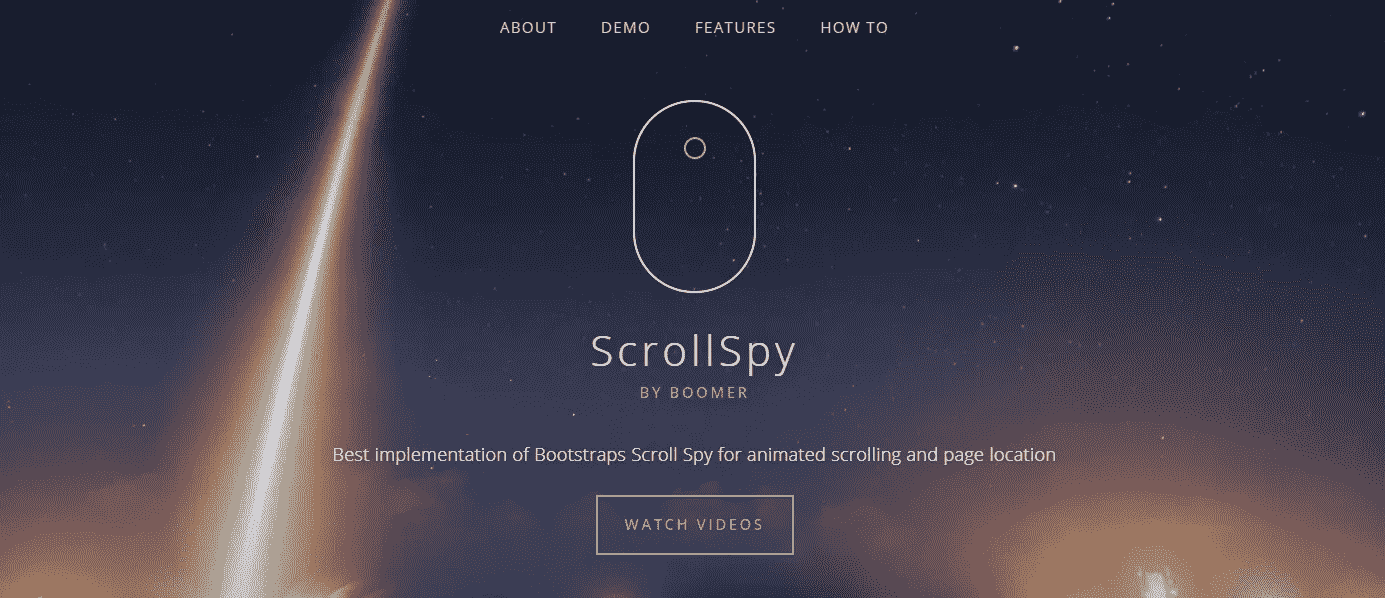 ABOUT DEMO FEATURES HOW TO
ScrollSpy
BY BOOMER
Best implementation of Bootstraps Scroll Spy for animated scrolling and page location
WATCH VIDEOS